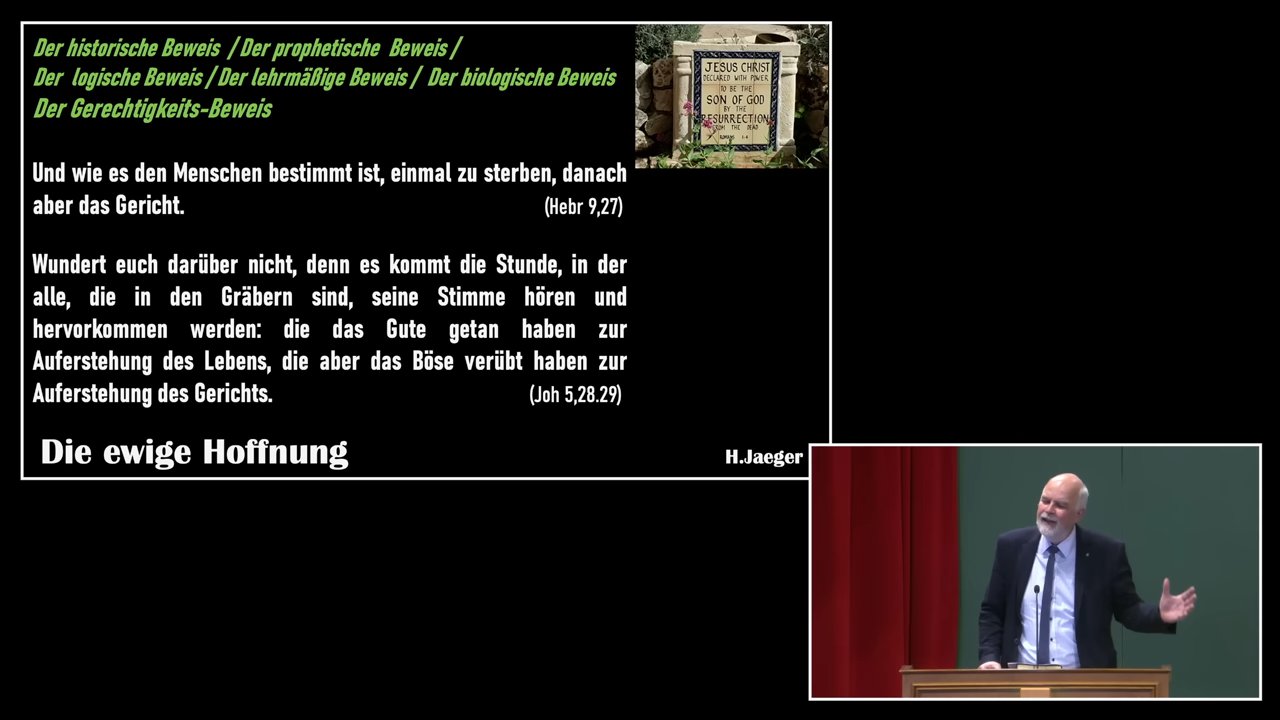 Der historische Beweis / Der prophetische Beweis /
Der logische Beweis / Der lehrmäßige Beweis / Der biologische Beweis
Der Gerechtigkeits-Beweis
Und wie es den Menschen bestimmt ist, einmal zu sterben, danach
aber das Gericht. (Hebr 9,27)
Wundert euch darüber nicht, denn es kommt die Stunde, in der
alle, die in den Gräbern sind, seine Stimme hören und
hervorkommen werden: die das Gute getan haben zur
Auferstehung des Lebens, die aber das Böse verübt haben zur
Auferstehung des Gerichts. (Joh 5,28.29)
Die ewige Hoffnung
H.Jaeger
JESUS CHRIST
DECLARED WITH POWER
TO BE THE
SON OF GOD
BY THE
RESURRECTION
FROM THE DEAD
ROMANS 1:4